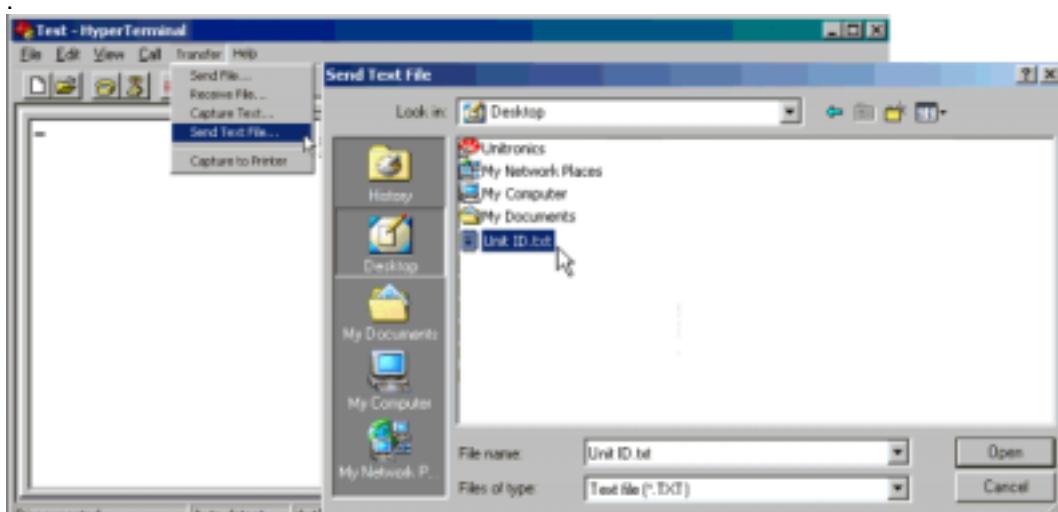 .
Test - HyperTerminal
File Edit View Call Transfer Help
Send File...
Receive File...
Capture Text...
Send Text File...
Capture to Printer
Send Text File
Look in: Desktop
History
Desktop
My Documents
My Computer
My Network P...
Unitronics
My Network Places
My Computer
My Documents
Unit ID.txt
File name: Unit ID.txt Open
Files of type: Text file (*.TXT) Cancel